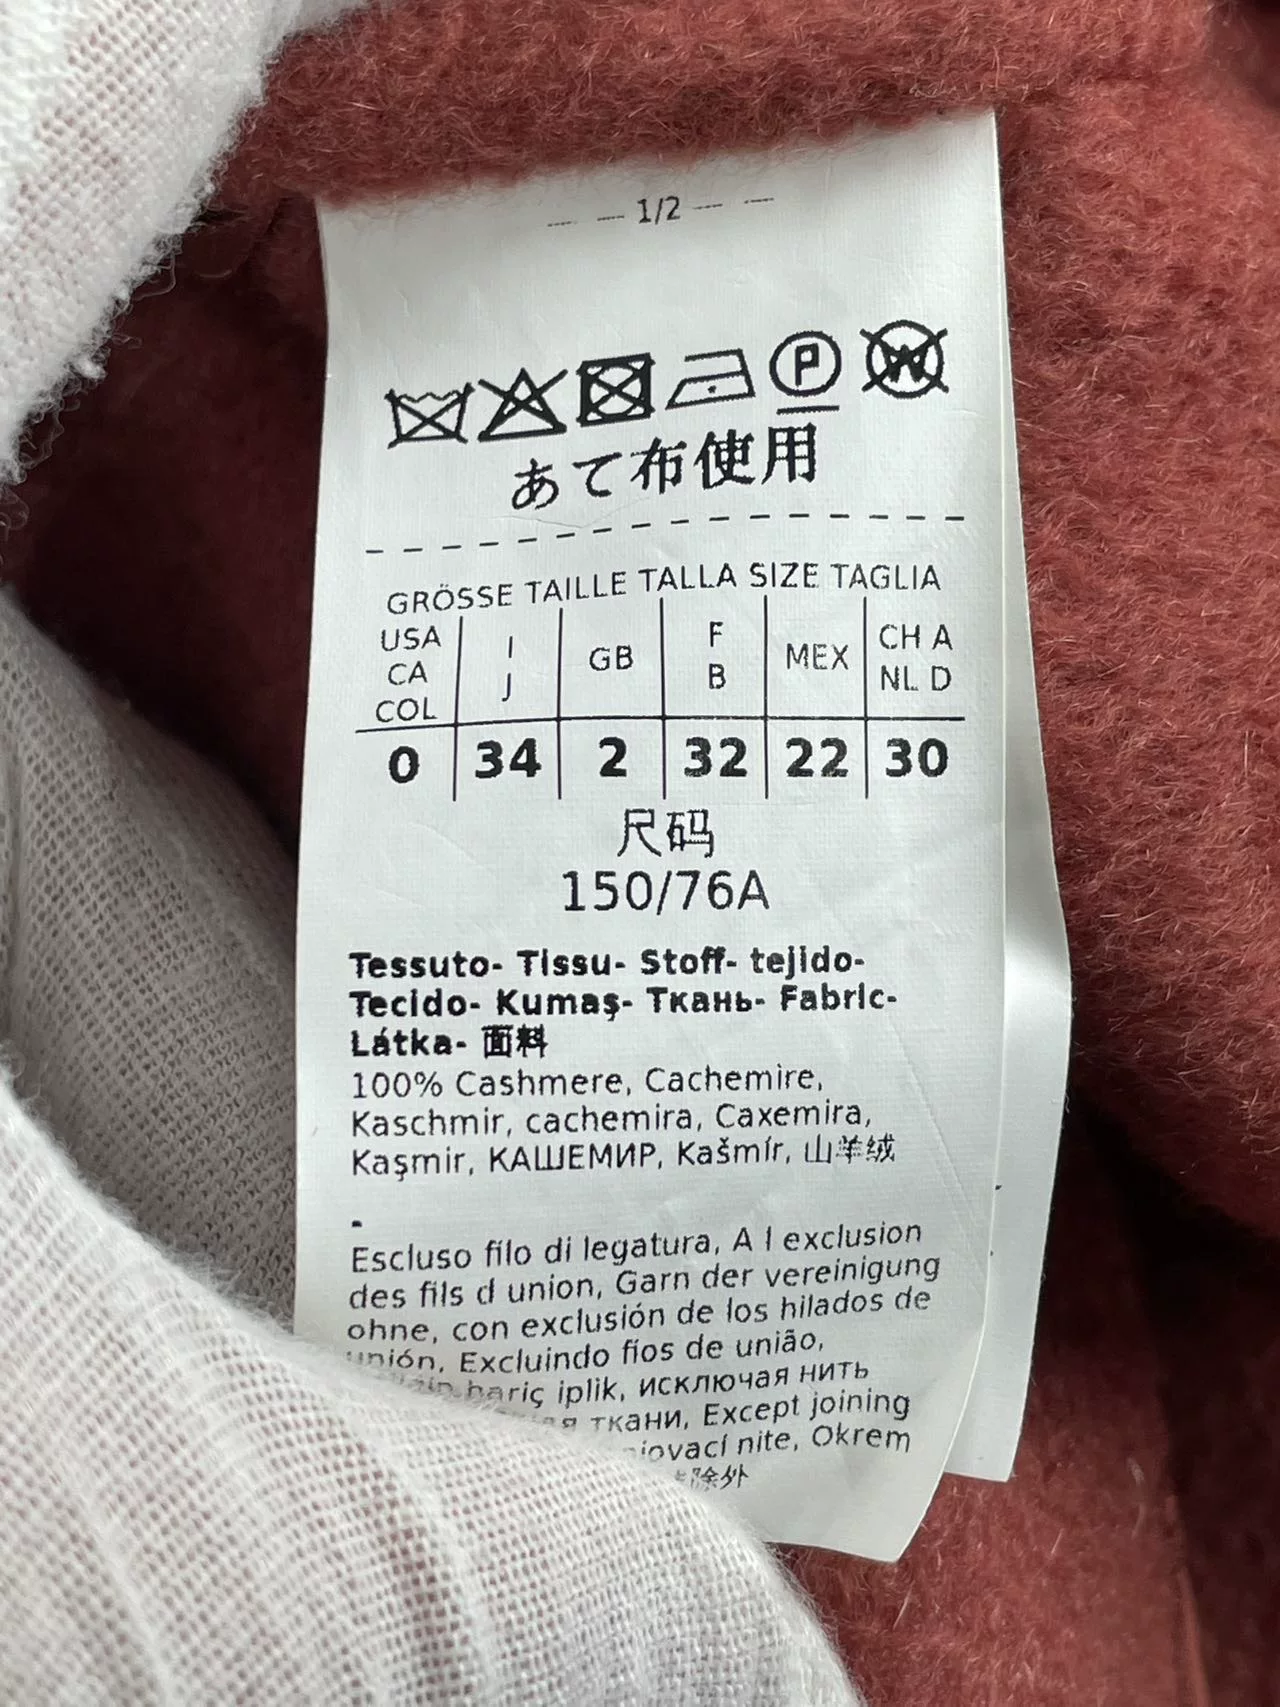 1/2
P W
あて布使用
GRÖSSE TAILLE TALLA SIZE TAGLIA
USA CA COL I J GB F B MEX CH A NL D
0 34 2 32 22 30
尺码
150/76A
Tessuto- Tissu- Stoff- tejido-
Tecido- Kumaş- Ткань- Fabric-
Látka- 面料
100% Cashmere, Cachemire,
Kaschmir, cachemira, Caxemira,
Kaşmir, КАШЕМИР, Kašmír, 山羊绒
-
Escluso filo di legatura, A l exclusion
des fils d union, Garn der vereinigung
ohne, con exclusión de los hilados de
unión, Excluindo fios de união,
hariç iplik, исключая нить
ткани, Except joining
nite, Okrem
除外